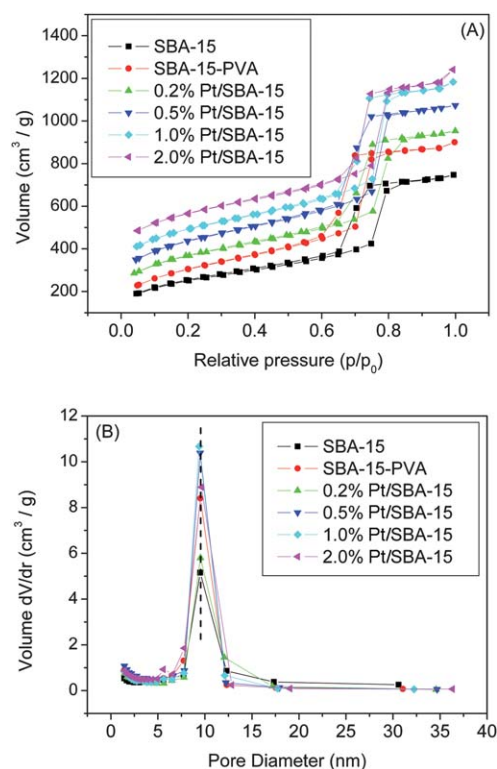 (A)
SBA-15
SBA-15-PVA
0.2% Pt/SBA-15
0.5% Pt/SBA-15
1.0% Pt/SBA-15
2.0% Pt/SBA-15
1400
1200
1000
800
600
400
200
Volume (cm³ / g)
0.0 0.2 0.4 0.6 0.8 1.0
Relative pressure (p/p₀)
(B)
SBA-15
SBA-15-PVA
0.2% Pt/SBA-15
0.5% Pt/SBA-15
1.0% Pt/SBA-15
2.0% Pt/SBA-15
12
10
8
6
4
2
0
Volume dV/dr (cm³ / g)
0 5 10 15 20 25 30 35 40
Pore Diameter (nm)